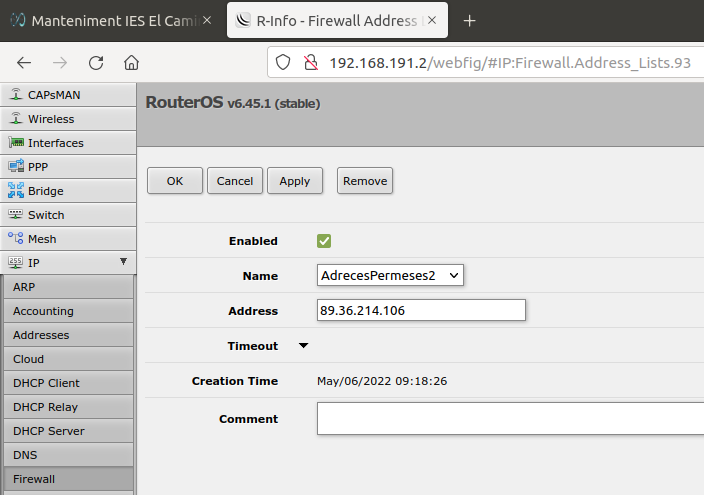 Manteniment IES El Cami
R-Info - Firewall Address
192.168.191.2/webfig/#IP:Firewall.Address_Lists.93
CAPsMAN
Wireless
Interfaces
PPP
Bridge
Switch
Mesh
IP
ARP
Accounting
Addresses
Cloud
DHCP Client
DHCP Relay
DHCP Server
DNS
Firewall
RouterOS v6.45.1 (stable)
OK Cancel Apply Remove
Enabled
Name AdrecesPermeses2
Address 89.36.214.106
Timeout
Creation Time May/06/2022 09:18:26
Comment